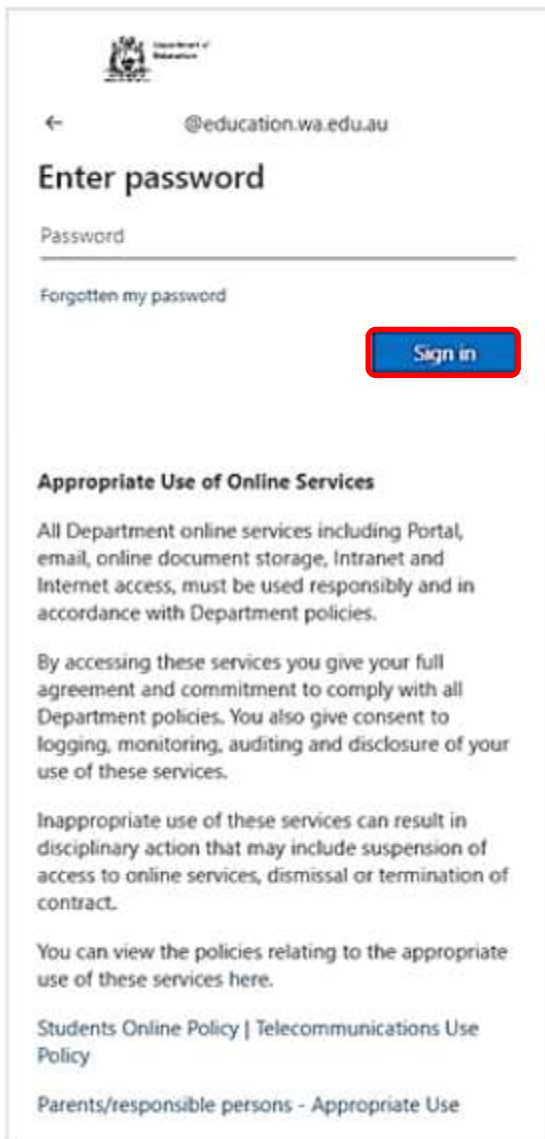 Department of
Education
@education.wa.edu.au
Enter password
Password
Forgotten my password
Sign in
Appropriate Use of Online Services
All Department online services including Portal,
email, online document storage, Intranet and
Internet access, must be used responsibly and in
accordance with Department policies.
By accessing these services you give your full
agreement and commitment to comply with all
Department policies. You also give consent to
logging, monitoring, auditing and disclosure of your
use of these services.
Inappropriate use of these services can result in
disciplinary action that may include suspension of
access to online services, dismissal or termination of
contract.
You can view the policies relating to the appropriate
use of these services here.
Students Online Policy | Telecommunications Use
Policy
Parents/responsible persons - Appropriate Use